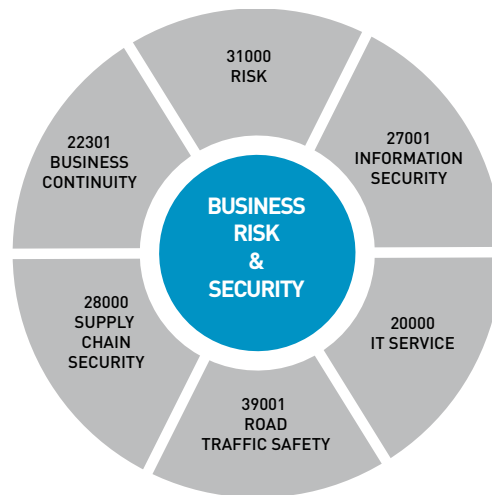 31000
RISK
27001
INFORMATION
SECURITY
20000
IT SERVICE
39001
ROAD
TRAFFIC SAFETY
28000
SUPPLY
CHAIN
SECURITY
22301
BUSINESS
CONTINUITY
BUSINESS
RISK
&
SECURITY